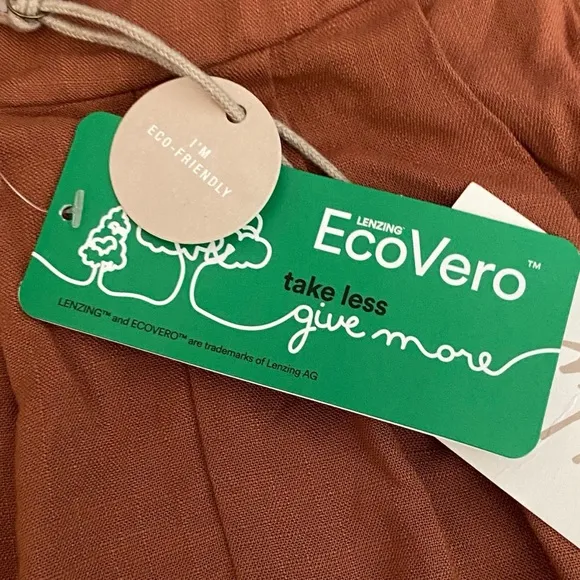 I'M
ECO-FRIENDLY
LENZING
EcoVero™
take less
give more
LENZING™ and ECOVERO™ are trademarks of Lenzing AG